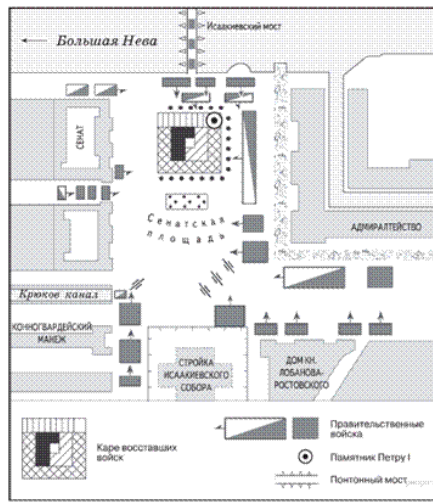 Исаакиевский мост
Большая Нева
СЕНАТ
Сенатская
площадь
АДМИРАЛТЕЙСТВО
Крюков канал
КОННОГВАРДЕЙСКИЙ
МАНЕЖ
СТРОЙКА
ИСААКИЕВСКОГО
СОБОРА
ДОМ КН.
ЛОБАНОВА-
РОСТОВСКОГО
Каре восставших
войск
Правительственные
войска
Памятник Петру I
Понтонный мост